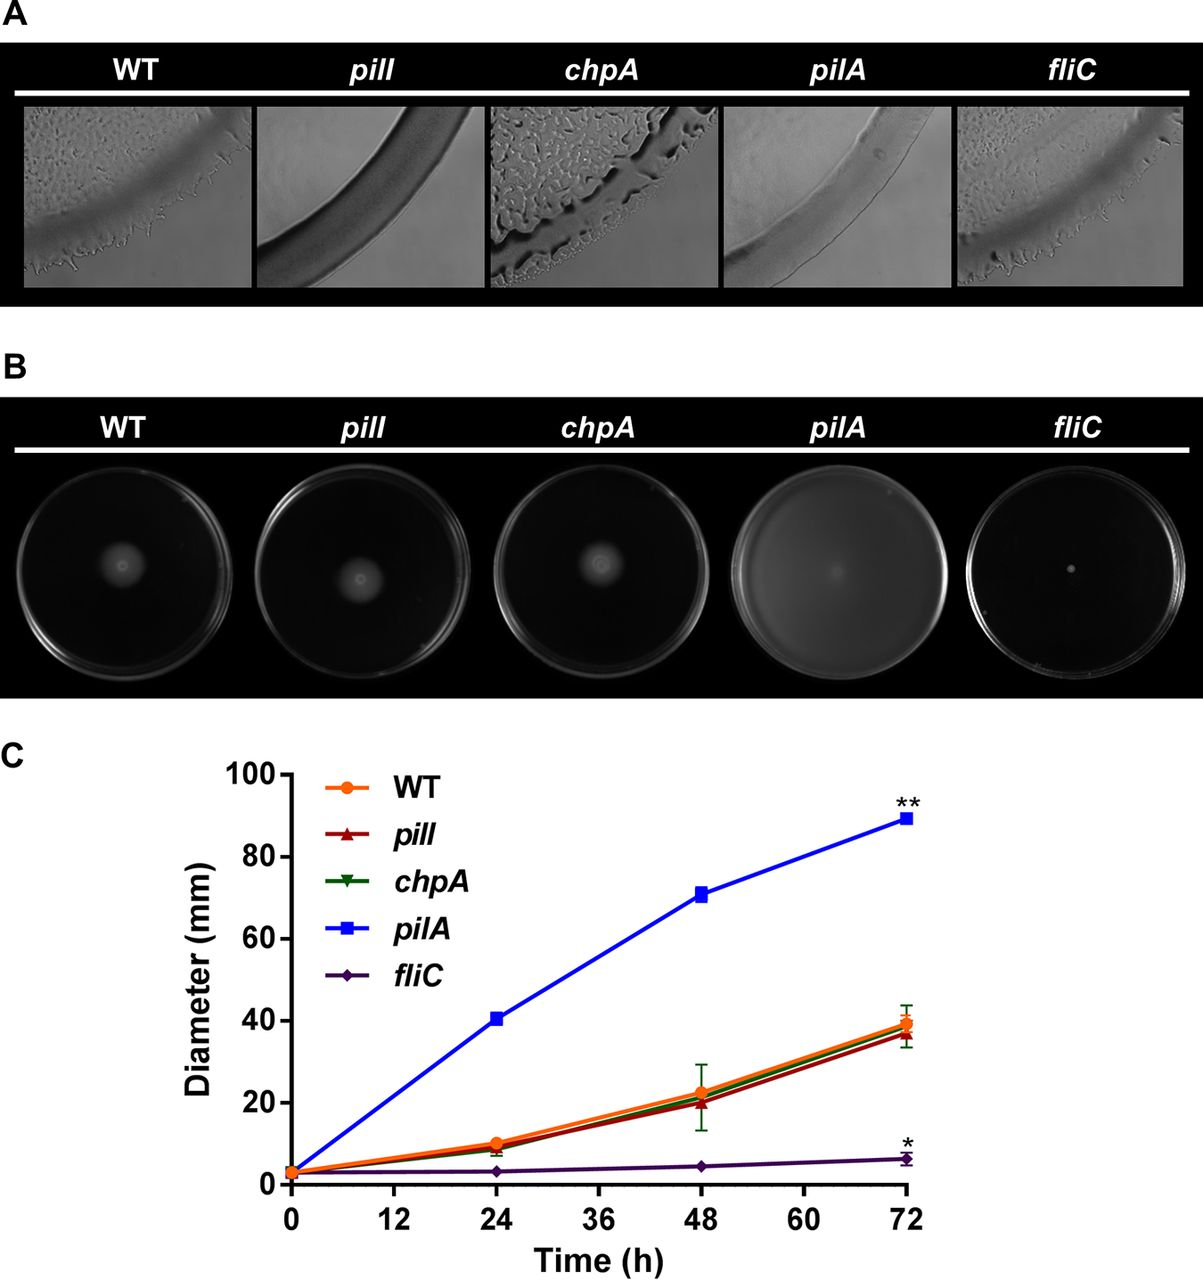 A
WT pilI chpA pilA fliC
B
WT pilI chpA pilA fliC
C
100
80
60
40
20
0
Diameter (mm)
WT
pilI
chpA
pilA
fliC
**
*
0 12 24 36 48 60 72
Time (h)